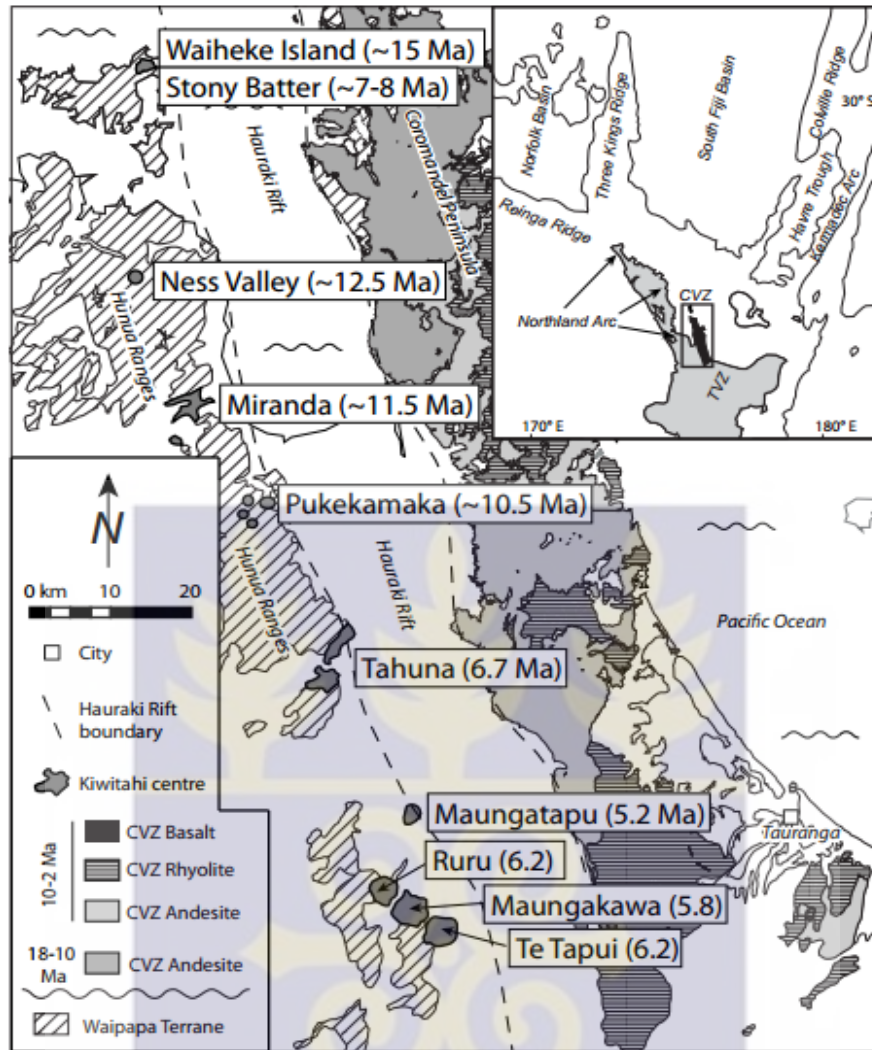 Waiheke Island (~15 Ma)
Stony Batter (~7-8 Ma)
Hauraki Rift
Coromandel Peninsula
Ness Valley (~12.5 Ma)
Hunua Ranges
Miranda (~11.5 Ma)
Norfolk Basin
Three Kings Ridge
South Fiji Basin
Colville Ridge
30° S
Reinga Ridge
Havre Trough
Kermadec Arc
CVZ
Northland Arc
TVZ
170° E
180° E
Pukekamaka (~10.5 Ma)
Hunua Ranges
Hauraki Rift
Pacific Ocean
Tahuna (6.7 Ma)
Maungatapu (5.2 Ma)
Tauranga
Ruru (6.2)
Maungakawa (5.8)
Te Tapui (6.2)
N
0 km 10 20
City
Hauraki Rift
boundary
Kiwitahi centre
10-2 Ma
CVZ Basalt
CVZ Rhyolite
CVZ Andesite
18-10
Ma
CVZ Andesite
Waipapa Terrane